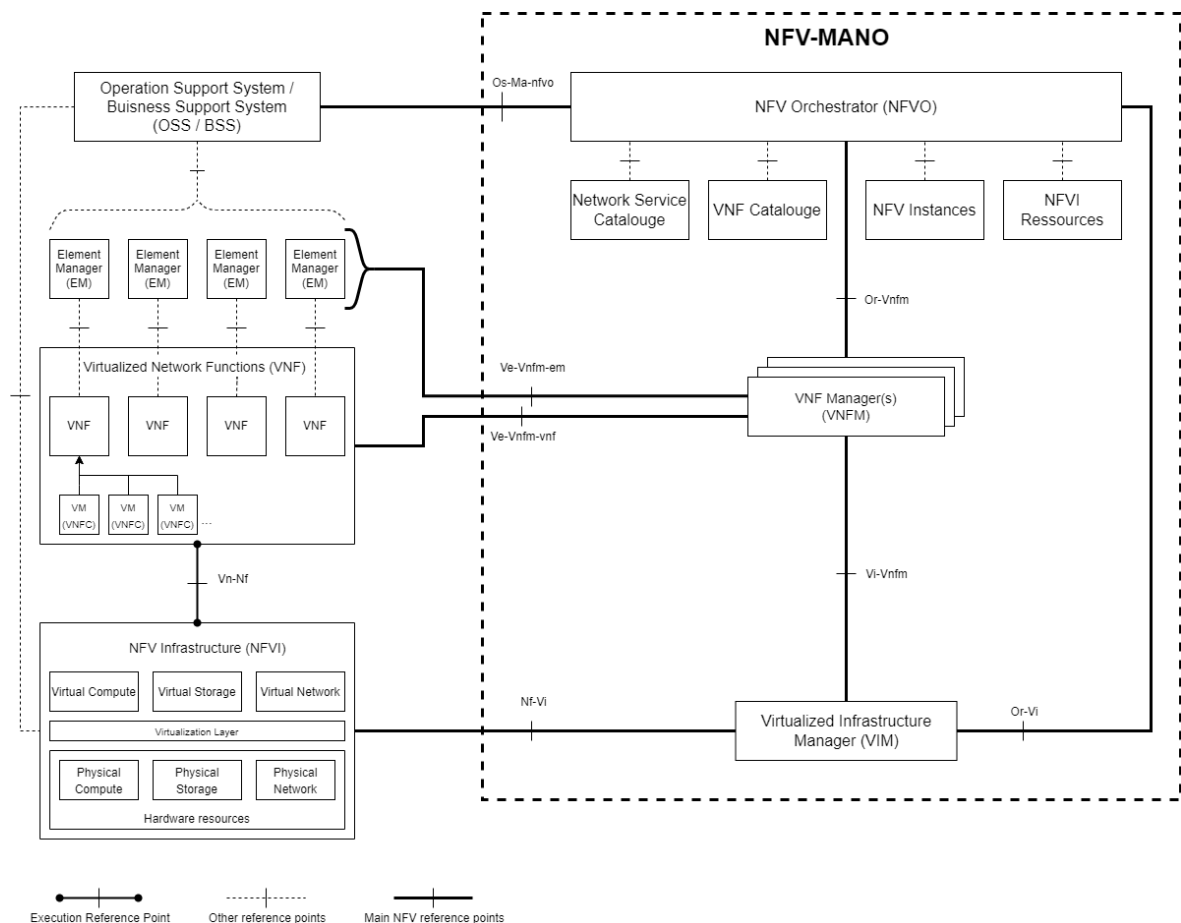 NFV-MANO
Operation Support System /
Buisness Support System
(OSS / BSS)
Os-Ma-nfvo
NFV Orchestrator (NFVO)
Network Service
Catalouge
VNF Catalouge
NFV Instances
NFVI
Ressources
Element
Manager
(EM)
Element
Manager
(EM)
Element
Manager
(EM)
Element
Manager
(EM)
Or-Vnfm
Virtualized Network Functions (VNF)
Ve-Vnfm-em
VNF Manager(s)
(VNFM)
VNF
VNF
VNF
VNF
Ve-Vnfm-vnf
VM
(VNFC)
VM
(VNFC)
VM
(VNFC)
...
Vn-Nf
Vi-Vnfm
NFV Infrastructure (NFVI)
Virtual Compute
Virtual Storage
Virtual Network
Nf-Vi
Virtualized Infrastructure
Manager (VIM)
Or-Vi
Virtualization Layer
Physical
Compute
Physical
Storage
Physical
Network
Hardware resources
Execution Reference Point
Other reference points
Main NFV reference points